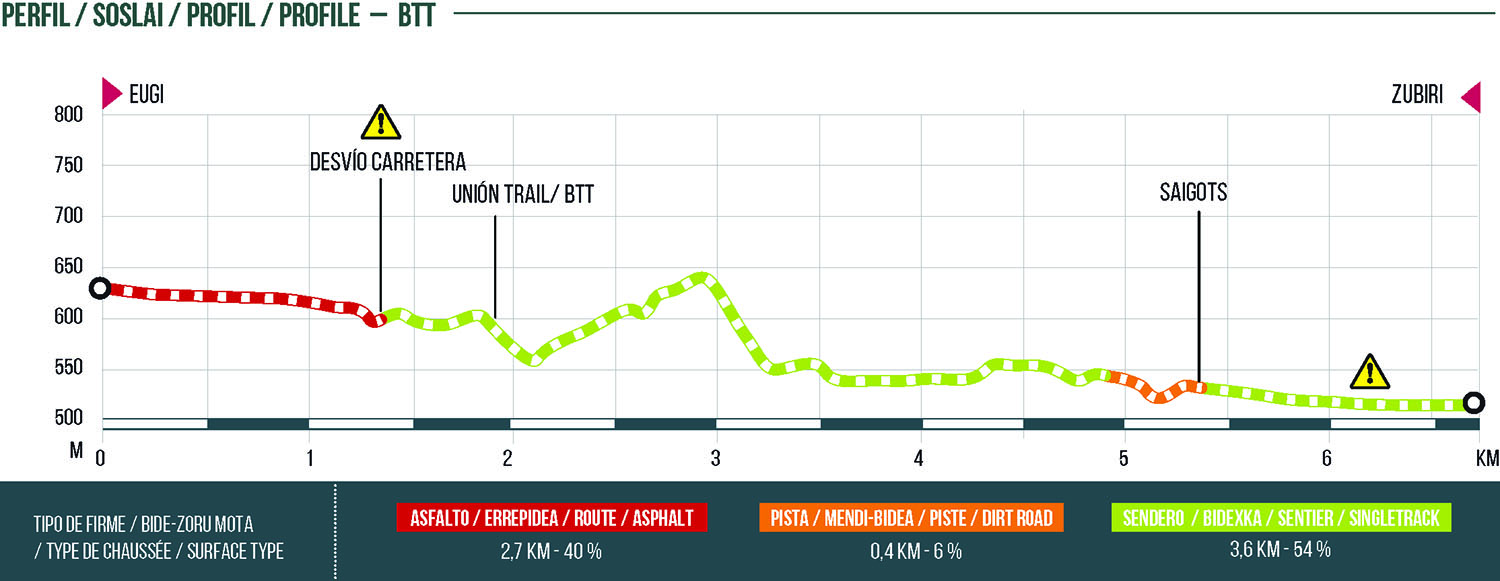 PERFIL / SOSLAI / PROFIL / PROFILE – BTT
EUGI
ZUBIRI
800
DESVÍO CARRETERA
750
UNIÓN TRAIL/ BTT
SAIGOTS
700
650
600
550
500
M 0 1 2 3 4 5 6 KM
TIPO DE FIRME / BIDE-ZORU MOTA
/ TYPE DE CHAUSSÉE / SURFACE TYPE
ASFALTO / ERREPIDEA / ROUTE / ASPHALT
2,7 KM - 40 %
PISTA / MENDI-BIDEA / PISTE / DIRT ROAD
0,4 KM - 6 %
SENDERO / BIDEXKA / SENTIER / SINGLETRACK
3,6 KM - 54 %